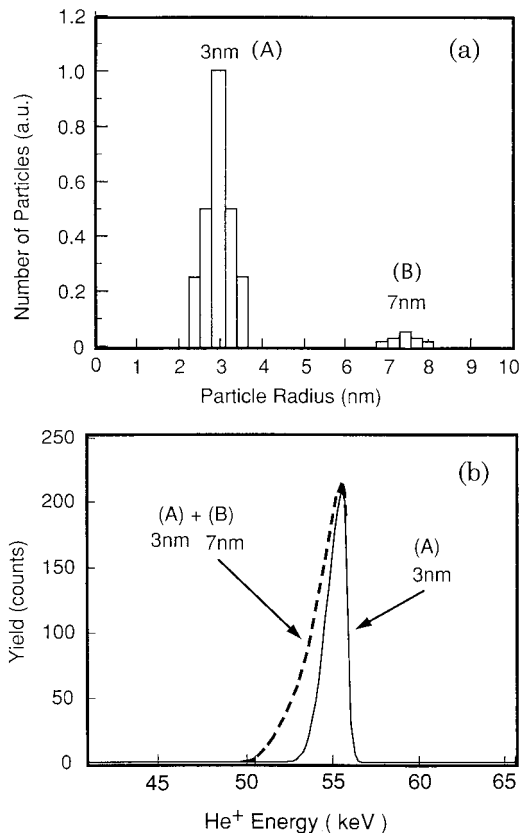 1.2
1.0
0.8
0.6
0.4
0.2
0
Number of Particles (a.u.)
3nm (A)
(a)
(B)
7nm
0 1 2 3 4 5 6 7 8 9 10
Particle Radius (nm)
250
200
150
100
50
0
Yield (counts)
(b)
(A) + (B)
3nm 7nm
(A)
3nm
45 50 55 60 65
He+ Energy ( keV)